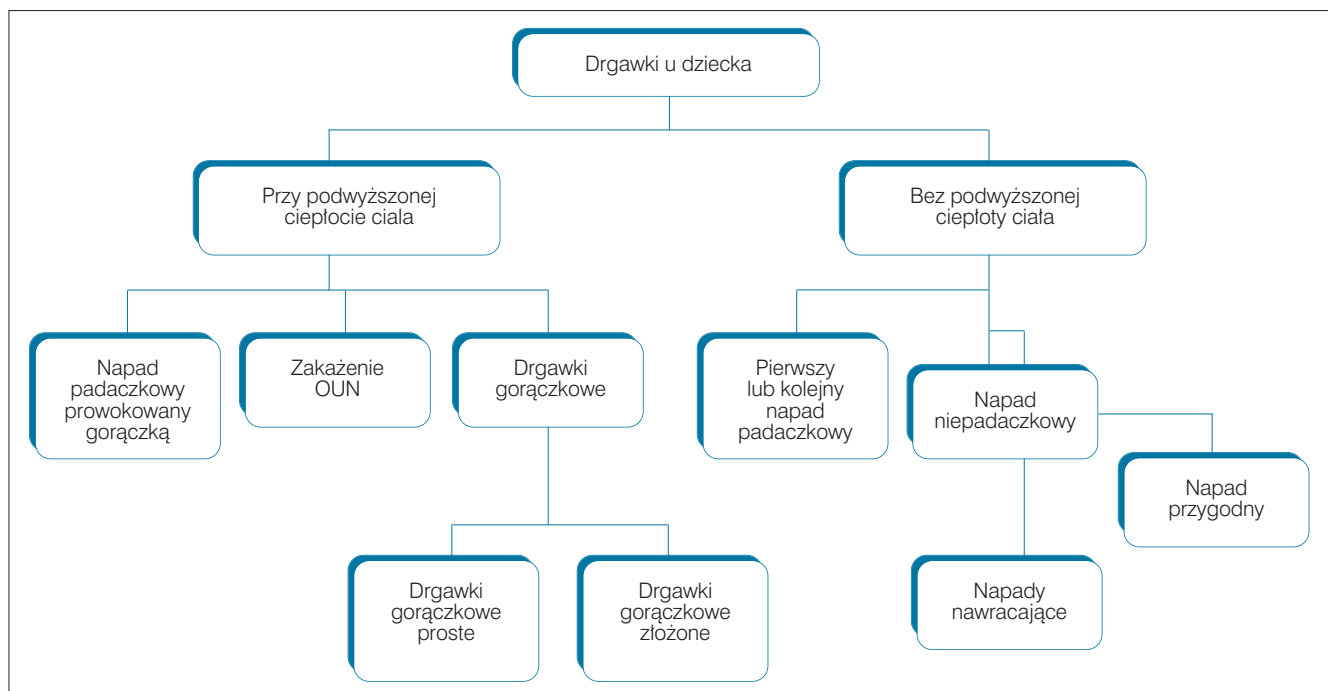 Drgawki u dziecka
Przy podwyższonej
ciepłocie ciala
Bez podwyższonej
ciepłoty ciała
Napad
padaczkowy
prowokowany
gorączką
Zakażenie
OUN
Drgawki
gorączkowe
Pierwszy
lub kolejny
napad
padaczkowy
Napad
niepadaczkowy
Napad
przygodny
Drgawki
gorączkowe
proste
Drgawki
gorączkowe
złożone
Napady
nawracające